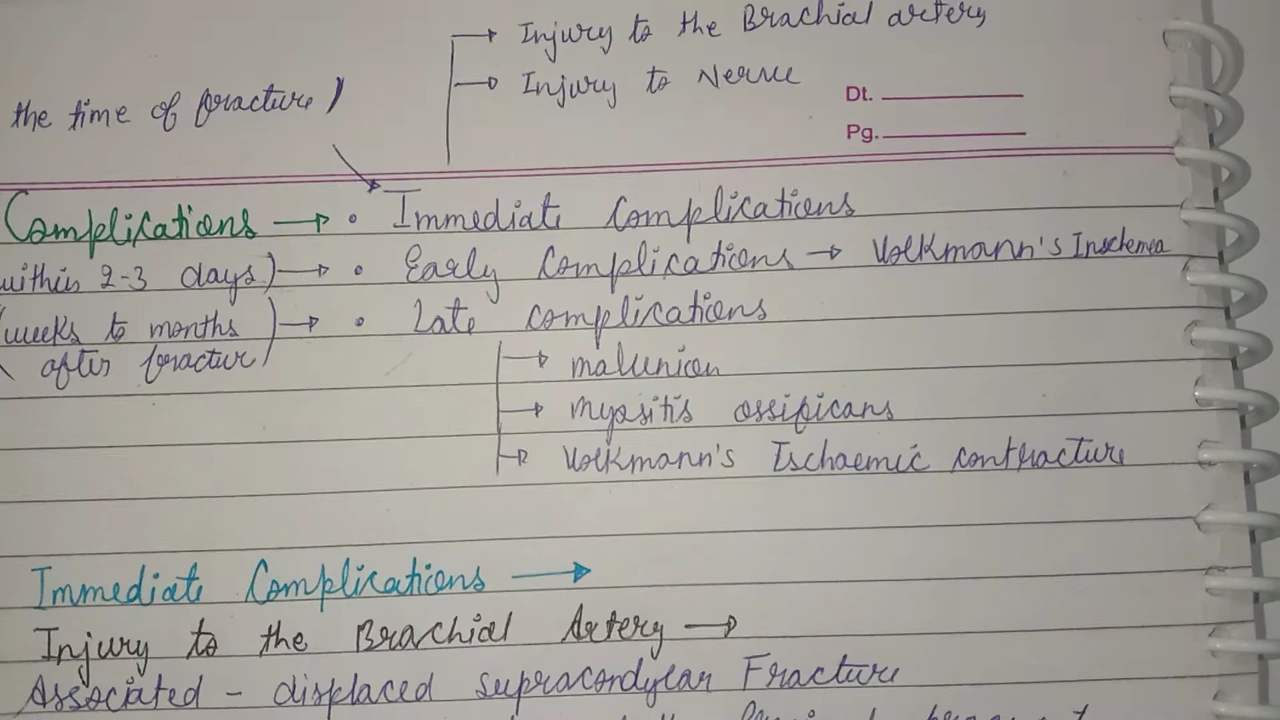 → Injury to the Brachial artery
→ Injury to Nerve
the time of fracture)
Dt.
Pg.
Complications → • Immediate Complications
within 2-3 days) → • Early Complications → Volkmann's Inschemea
(weeks to months
after fractur) → • Late complications
→ malunion
→ myositis ossificans
→ Volkmann's Ischaemic contracture
Immediate Complications →
Injury to the Brachial Artery →
Associated - displaced supracondylar Fracture